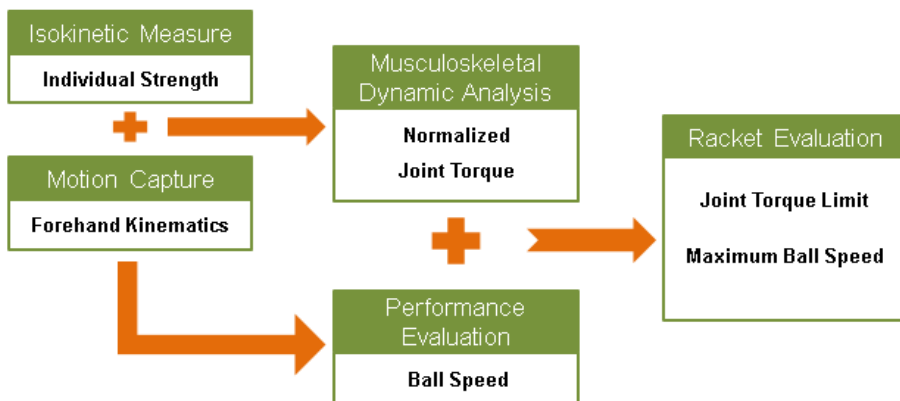 Isokinetic Measure
Individual Strength
Motion Capture
Forehand Kinematics
Musculoskeletal
Dynamic Analysis
Normalized
Joint Torque
Performance
Evaluation
Ball Speed
Racket Evaluation
Joint Torque Limit
Maximum Ball Speed